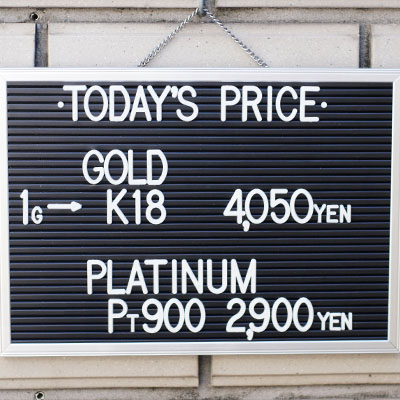 ·TODAY'S PRICE·
GOLD
1G→ K18 4,050YEN
PLATINUM
PT900 2,900YEN